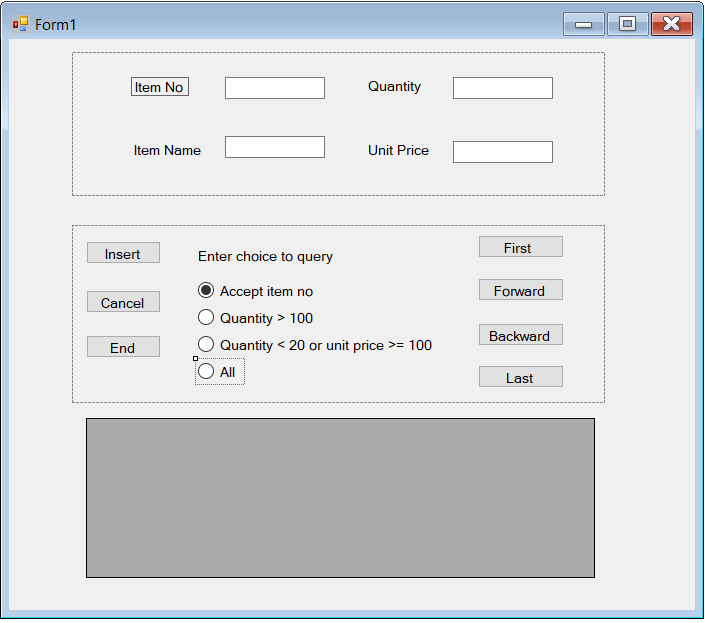 Form1
Item No
Quantity
Item Name
Unit Price
Insert
Cancel
End
Enter choice to query
Accept item no
Quantity > 100
Quantity < 20 or unit price >= 100
All
First
Forward
Backward
Last